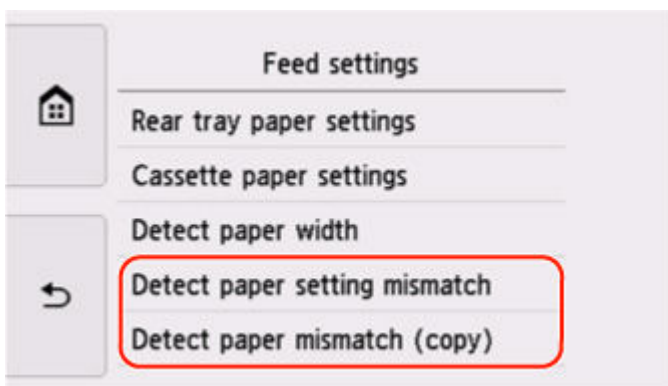 Feed settings
Rear tray paper settings
Cassette paper settings
Detect paper width
Detect paper setting mismatch
Detect paper mismatch (copy)